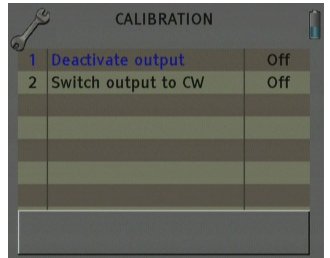 CALIBRATION
1 Deactivate output Off
2 Switch output to CW Off